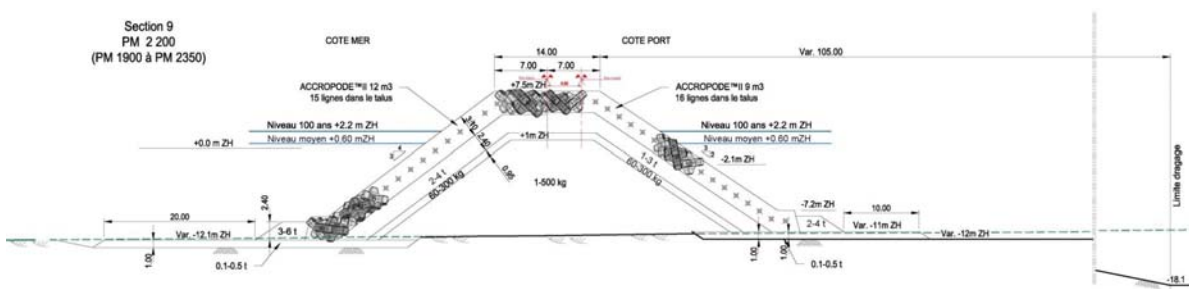 Section 9
PM 2 200
(PM 1900 à PM 2350)
COTE MER
COTE PORT
14.00
7.00
7.00
Var. 105.00
+7.5m ZH
ACCROPODE™II 12 m3
15 lignes dans le talus
ACCROPODE™II 9 m3
16 lignes dans le talus
Niveau 100 ans +2.2 m ZH
Niveau moyen +0.60 mZH
+0.0 m ZH
Niveau 100 ans +2.2 m ZH
Niveau moyen +0.60 mZH
+1m ZH
3.10
2.40
0.95
-2.1m ZH
2-4 t
60-300 kg
1-500 kg
1-3 t
60-300 kg
Limite dragage
-7.2m ZH
20.00
2.40
10.00
Var. -12.1m ZH
3-6 t
2-4 t
Var. -11m ZH
Var. -12m ZH
1.00
0.1-0.5 t
1.00
1.00
0.1-0.5 t
-18.1